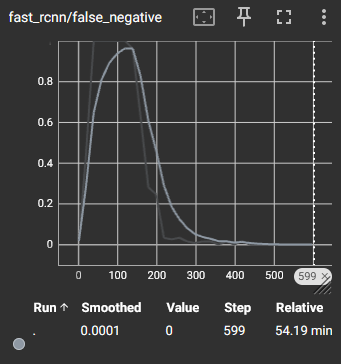 fast_rcnn/false_negative
0.8
0.6
0.4
0.2
0
0 100 200 300 400 500 599
Run ↑ Smoothed Value Step Relative
. 0.0001 0 599 54.19 min